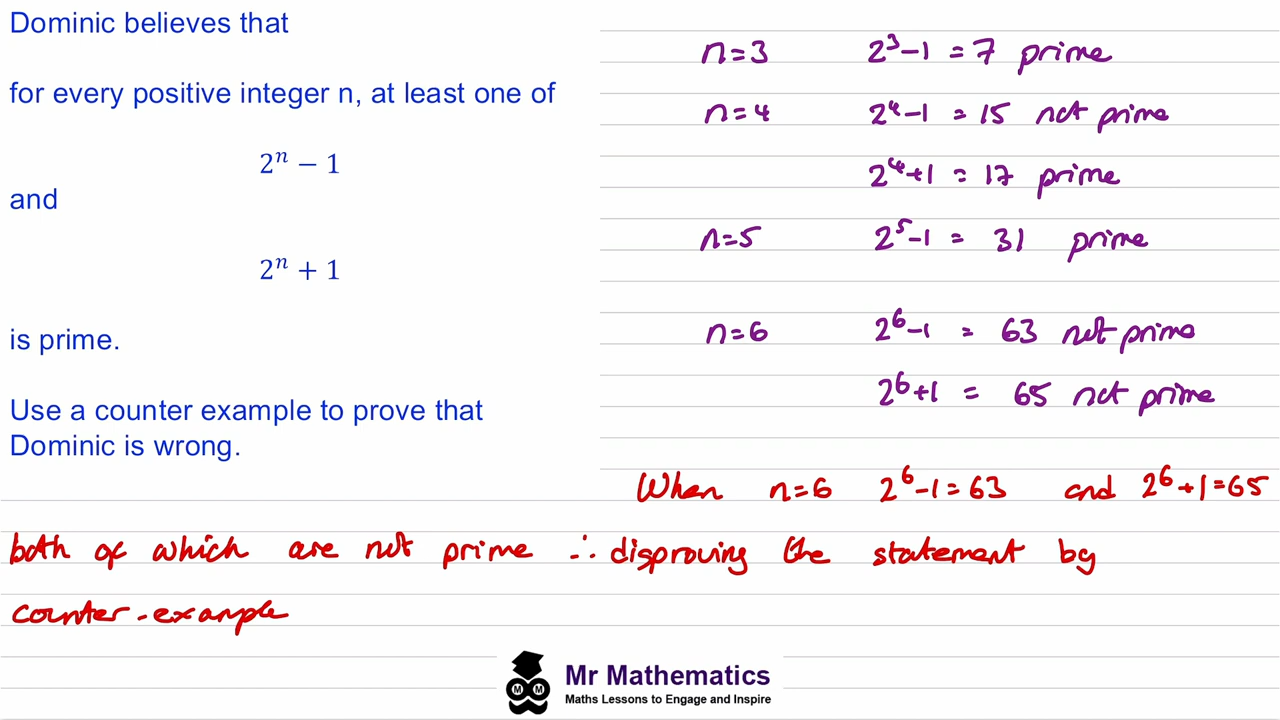 Dominic believes that
for every positive integer n, at least one of
2ⁿ − 1
and
2ⁿ + 1
is prime.
Use a counter example to prove that
Dominic is wrong.
n=3 2³-1 = 7 prime
n=4 2⁴-1 = 15 not prime
2⁴+1 = 17 prime
n=5 2⁵-1 = 31 prime
n=6 2⁶-1 = 63 not prime
2⁶+1 = 65 not prime
When n=6 2⁶-1=63 and 2⁶+1=65
both of which are not prime ∴ disproving the statement by
counter-example
M M
Mr Mathematics
Maths Lessons to Engage and Inspire